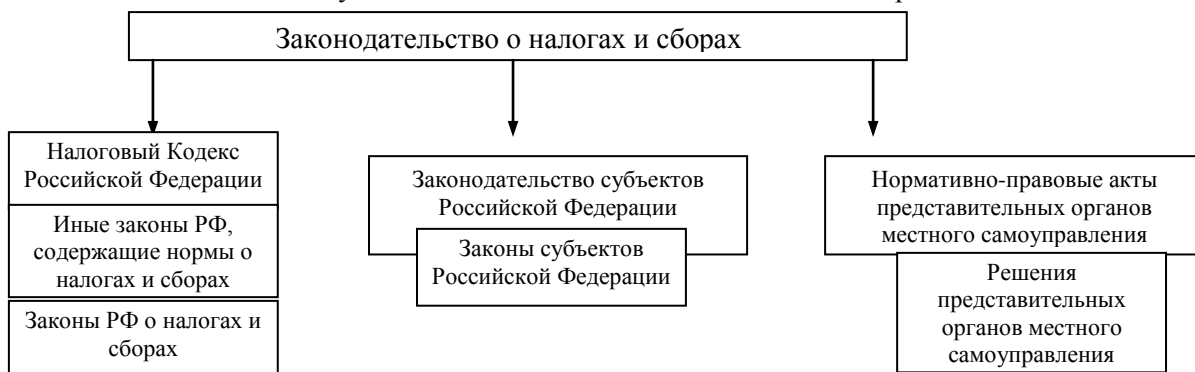 Законодательство о налогах и сборах
Налоговый Кодекс
Российской Федерации
Иные законы РФ,
содержащие нормы о
налогах и сборах
Законы РФ о налогах и
сборах
Законодательство субъектов
Российской Федерации
Законы субъектов
Российской Федерации
Нормативно-правовые акты
представительных органов
местного самоуправления
Решения
представительных
органов местного
самоуправления